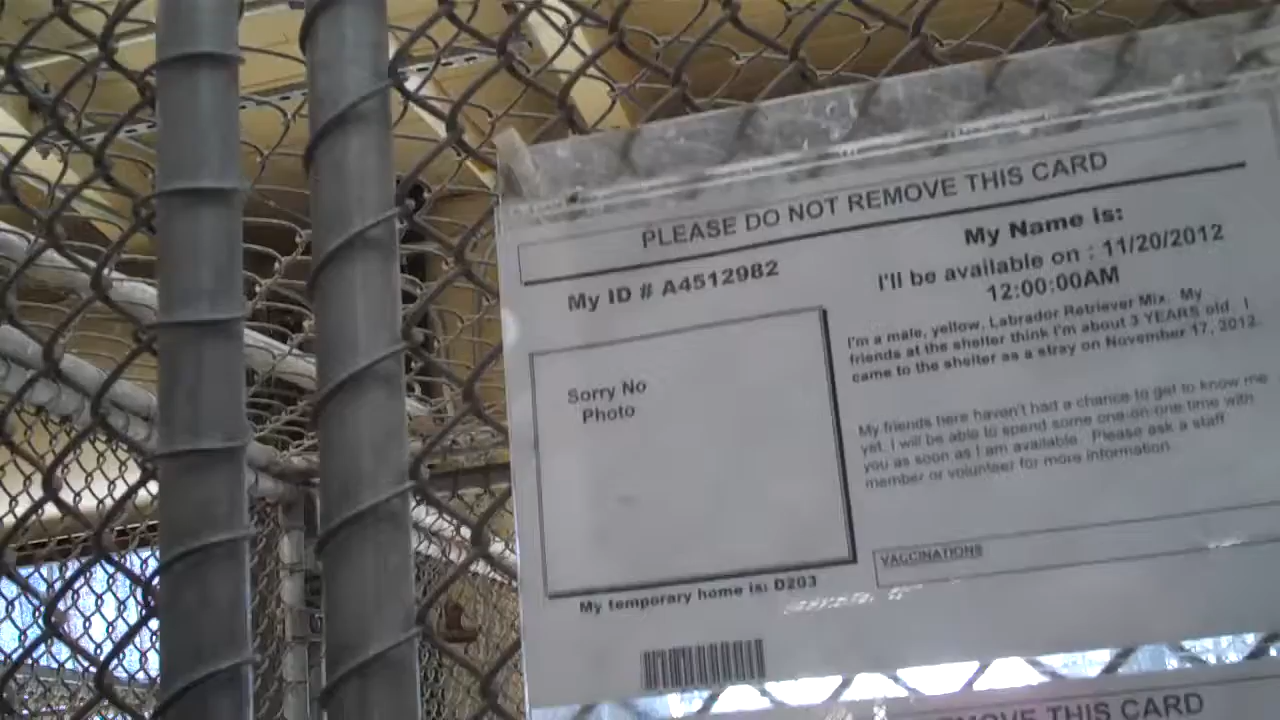 PLEASE DO NOT REMOVE THIS CARD
My ID # A4512982
My Name is:
I'll be available on : 11/20/2012
12:00:00AM
Sorry No
Photo
I'm a male, yellow, Labrador Retriever Mix. My
friends at the shelter think I'm about 3 YEARS old. I
came to the shelter as a stray on November 17, 2012.
My friends here haven't had a chance to get to know me
yet. I will be able to spend some one-on-one time with
you as soon as I am available. Please ask a staff
member or volunteer for more information.
VACCINATIONS
My temporary home is: D203
EMOVE THIS CARD